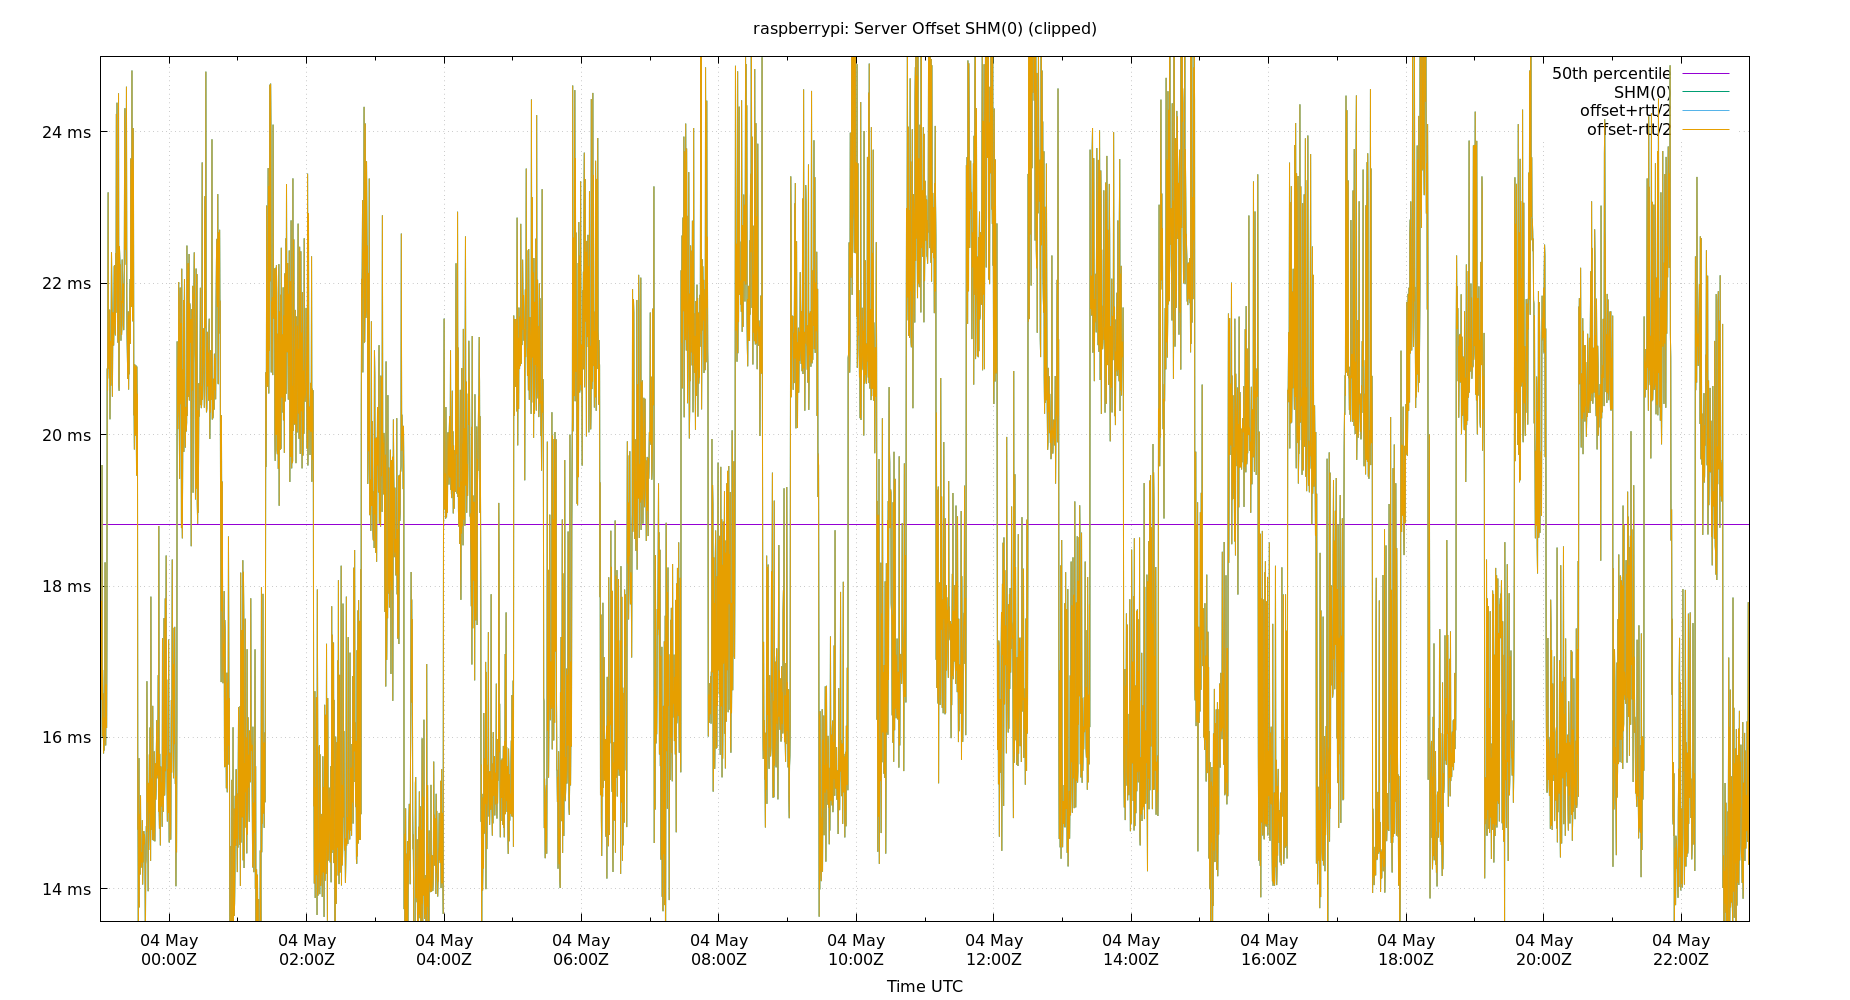 raspberrypi: Server Offset SHM(0) (clipped)
50th percentile
SHM(0)
offset+rtt/2
offset-rtt/2
24 ms
22 ms
20 ms
18 ms
16 ms
14 ms
04 May 04 May 04 May 04 May 04 May 04 May 04 May 04 May 04 May 04 May 04 May 04 May
00:00Z 02:00Z 04:00Z 06:00Z 08:00Z 10:00Z 12:00Z 14:00Z 16:00Z 18:00Z 20:00Z 22:00Z
Time UTC